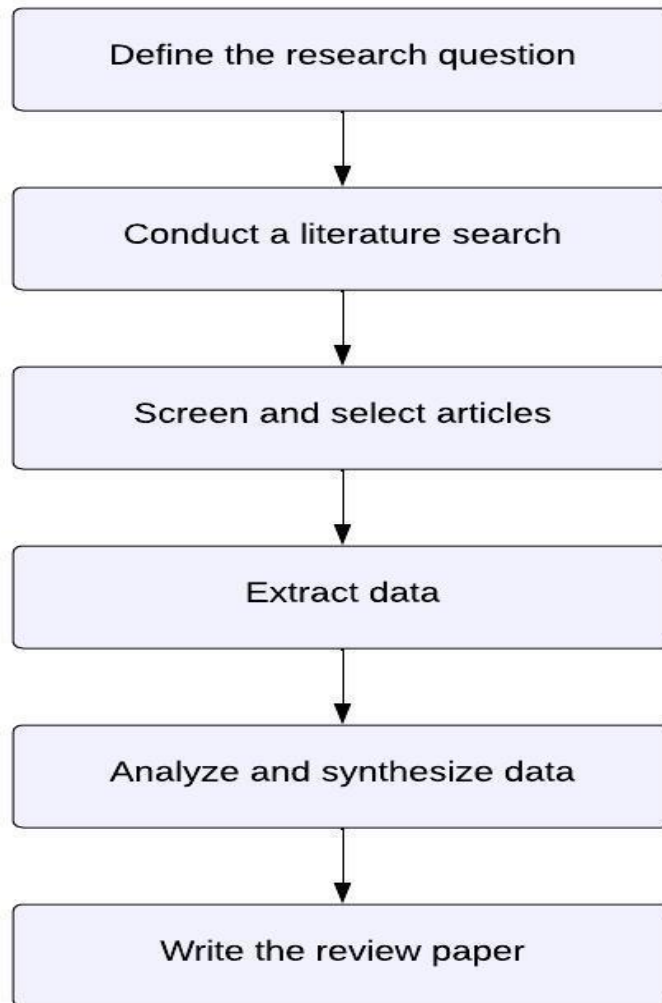 Define the research question
Conduct a literature search
Screen and select articles
Extract data
Analyze and synthesize data
Write the review paper